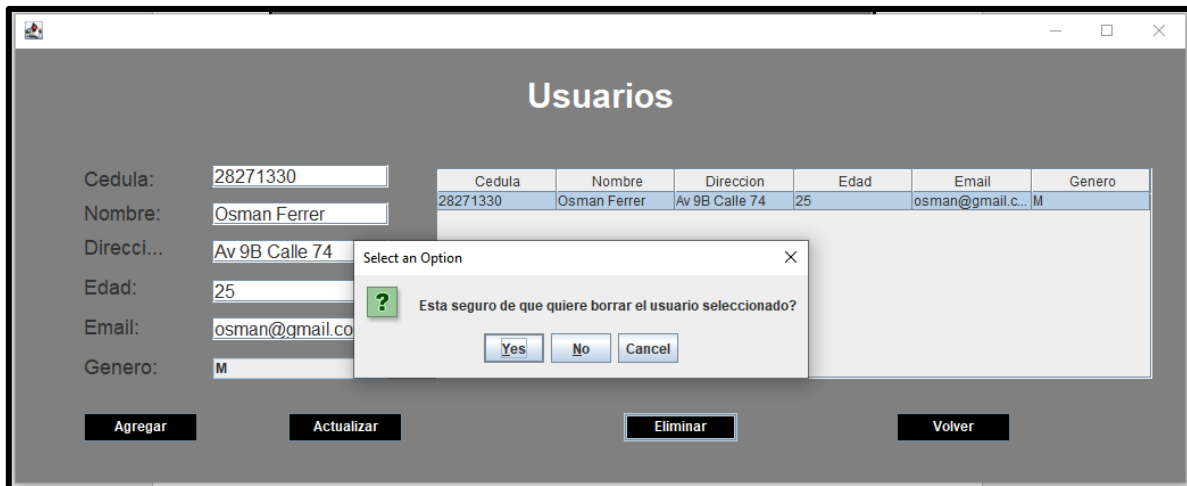 Usuarios
Cedula: 28271330
Nombre: Osman Ferrer
Direcci... Av 9B Calle 74
Edad: 25
Email: osman@gmail.co
Genero: M
Cedula Nombre Direccion Edad Email Genero
28271330 Osman Ferrer Av 9B Calle 74 25 osman@gmail.c... M
Select an Option
? Esta seguro de que quiere borrar el usuario seleccionado?
Yes No Cancel
Agregar Actualizar Eliminar Volver